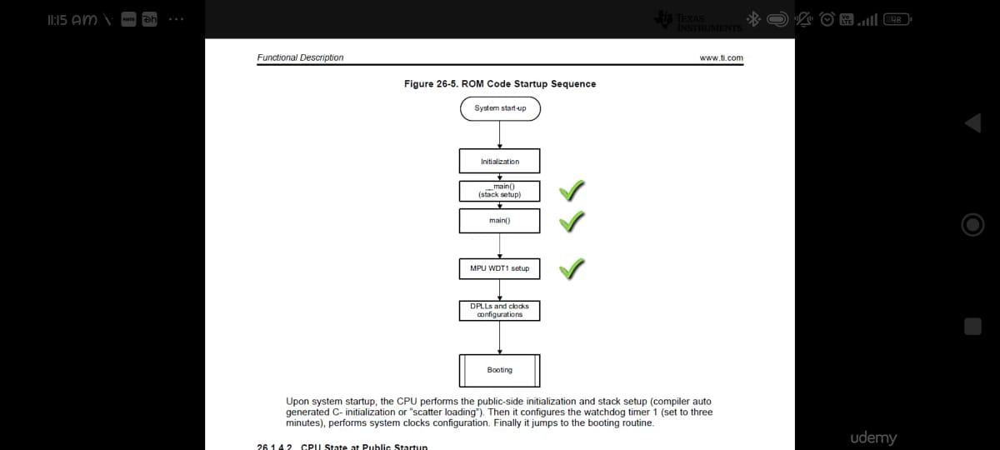 11:15 AM
TEXAS
INSTRUMENTS
Vo
LTE
48
Functional Description
www.ti.com
Figure 26-5. ROM Code Startup Sequence
System start-up
Initialization
__main()
(stack setup)
main()
MPU WDT1 setup
DPLLs and clocks
configurations
Booting
Upon system startup, the CPU performs the public-side initialization and stack setup (compiler auto
generated C- initialization or "scatter loading"). Then it configures the watchdog timer 1 (set to three
minutes), performs system clocks configuration. Finally it jumps to the booting routine.
26.1.4.2 CPU State at Public Startup
udemy